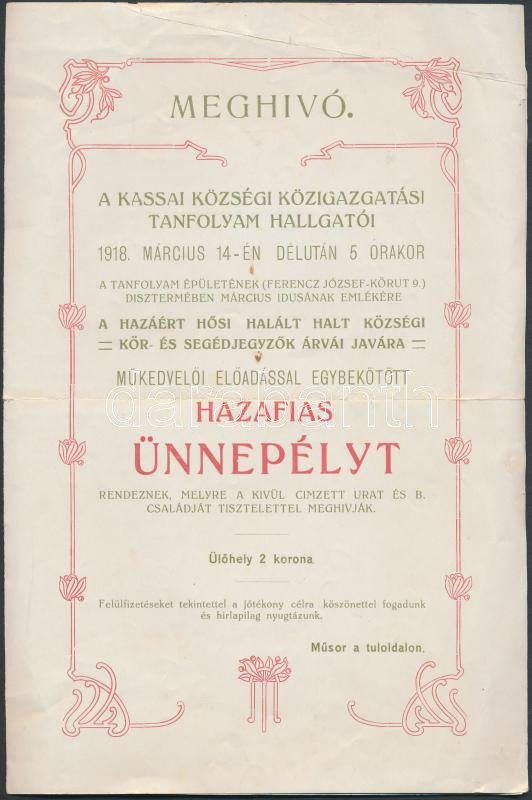 MEGHIVÓ.
A KASSAI KÖZSÉGI KÖZIGAZGATÁSI
TANFOLYAM HALLGATÓI
1918. MÁRCIUS 14-ÉN DÉLUTÁN 5 ÓRAKOR
A TANFOLYAM ÉPÜLETÉNEK (FERENCZ JÓZSEF-KÖRUT 9.)
DISZTERMÉBEN MÁRCIUS IDUSÁNAK EMLÉKÉRE
A HAZÁÉRT HŐSI HALÁLT HALT KÖZSÉGI
KÖR- ÉS SEGÉDJEGYZŐK ÁRVÁI JAVÁRA
MŰKEDVELŐI ELŐADÁSSAL EGYBEKÖTÖTT
darabanth
HAZAFIAS
ÜNNEPÉLYT
RENDEZNEK, MELYRE A KIVÜL CIMZETT URAT ÉS B.
CSALÁDJÁT TISZTELETTEL MEGHIVJÁK.
Ülőhely 2 korona
Felülfizetéseket tekintettel a jótékony célra köszönettel fogadunk
és hirlapilag nyugtázunk.
Műsor a tuloldalon.